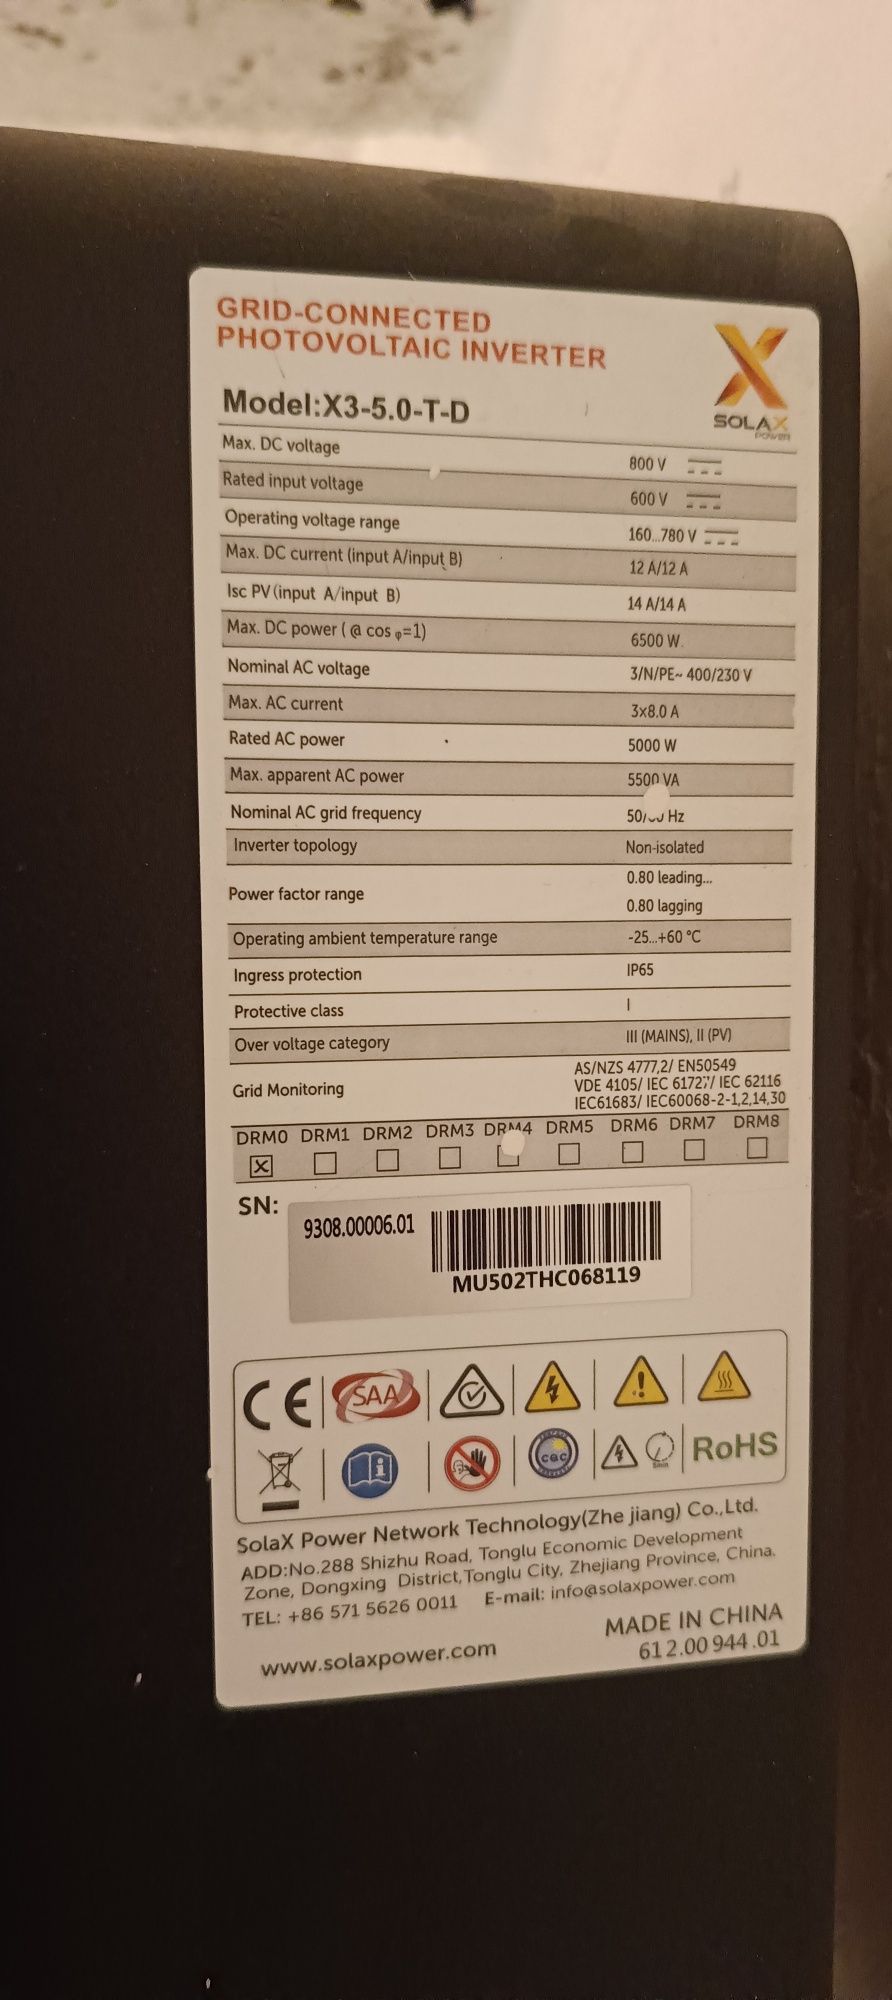 GRID-CONNECTED
PHOTOVOLTAIC INVERTER
SOLAX
POWER
Model:X3-5.0-T-D
Max. DC voltage 800 V
Rated input voltage 600 V
Operating voltage range 160...780 V
Max. DC current (input A/input B) 12 A/12 A
Isc PV (input A/input B) 14 A/14 A
Max. DC power ( @ cos φ=1) 6500 W
Nominal AC voltage 3/N/PE~ 400/230 V
Max. AC current 3x8.0 A
Rated AC power 5000 W
Max. apparent AC power 5500 VA
Nominal AC grid frequency Hz
Inverter topology Non-isolated
Power factor range 0.80 leading...
0.80 lagging
Operating ambient temperature range -25...+60 °C
Ingress protection IP65
Protective class I
Over voltage category III (MAINS), II (PV)
Grid Monitoring AS/NZS 4777,2/ EN50549
VDE 4105/ IEC 61727/ IEC 62116
IEC61683/ IEC60068-2-1,2,14,30
DRM0 DRM1 DRM2 DRM3 DRM4 DRM5 DRM6 DRM7 DRM8
SN:
9308.00006.01
MU502THC068119
CE SAA
cqc 5min RoHS
SolaX Power Network Technology(Zhe jiang) Co.,Ltd.
ADD:No.288 Shizhu Road, Tonglu Economic Development
Zone, Dongxing District,Tonglu City, Zhejiang Province, China.
TEL: +86 571 5626 0011 E-mail: info@solaxpower.com
MADE IN CHINA
www.solaxpower.com 612.00944.01